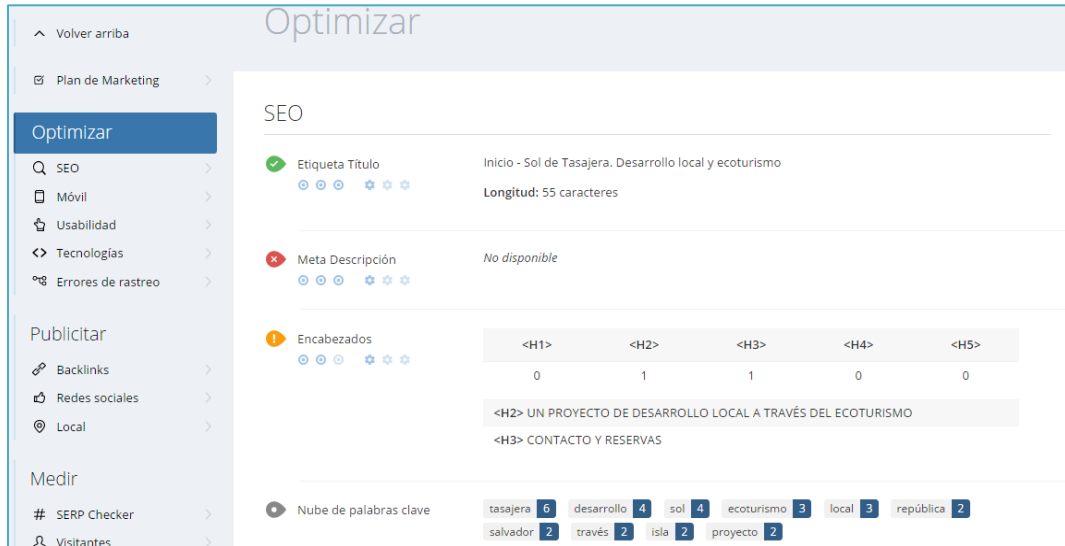 Volver arriba
Plan de Marketing
Optimizar
SEO
Móvil
Usabilidad
Tecnologías
Errores de rastreo
Publicitar
Backlinks
Redes sociales
Local
Medir
# SERP Checker
Visitantes
Optimizar
SEO
Etiqueta Título
Inicio - Sol de Tasajera. Desarrollo local y ecoturismo
Longitud: 55 caracteres
Meta Descripción
No disponible
Encabezados
<H1> <H2> <H3> <H4> <H5>
0 1 1 0 0
<H2> UN PROYECTO DE DESARROLLO LOCAL A TRAVÉS DEL ECOTURISMO
<H3> CONTACTO Y RESERVAS
Nube de palabras clave
tasajera 6 desarrollo 4 sol 4 ecoturismo 3 local 3 república 2
salvador 2 través 2 isla 2 proyecto 2